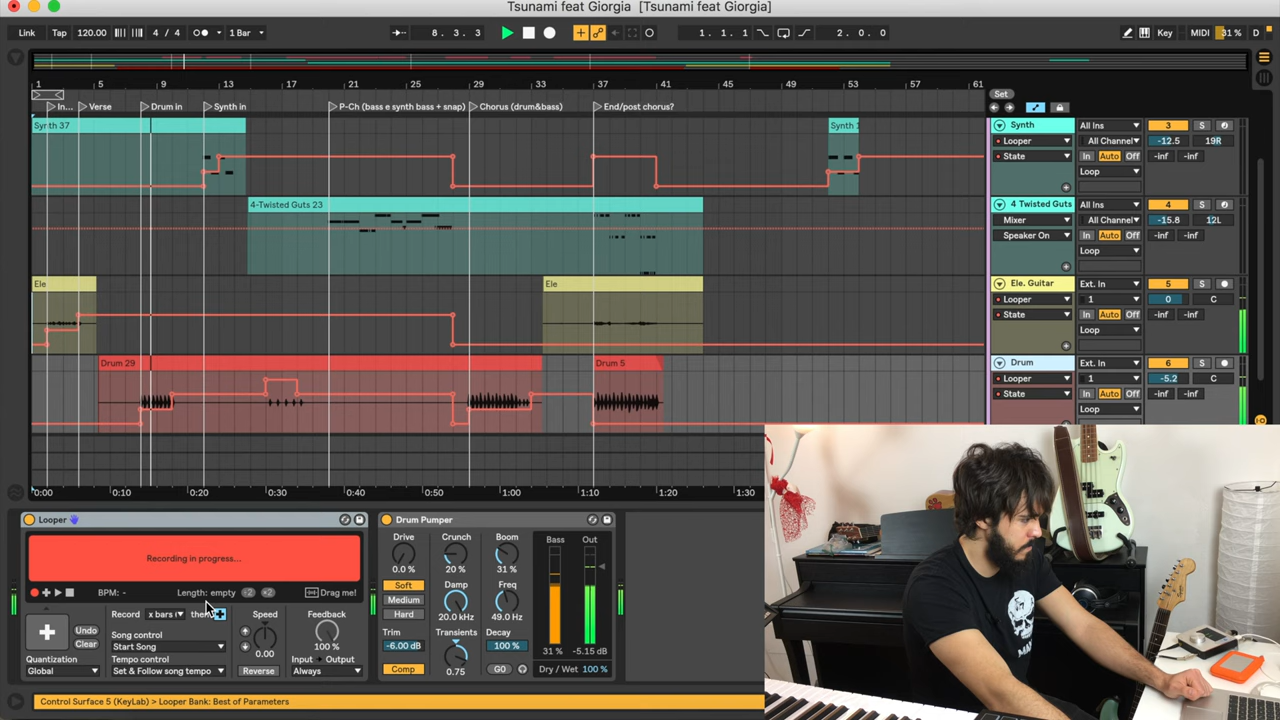 Tsunami feat Giorgia [Tsunami feat Giorgia]
Link Tap 120.00 4 / 4 1 Bar 8. 3. 3 1. 1. 1 2. 0. 0 Key MIDI 31 % D
1 5 9 13 17 21 25 29 33 37 41 45 49 53 57 61
Set
In... Verse Drum in Synth in P-Ch (bass e synth bass + snap) Chorus (drum&bass) End/post chorus?
Synth All Ins 3 S
Looper All Channel -12.5 19R
State In Auto Off -inf -inf
Loop
4-Twisted Guts 23
4 Twisted Guts All Ins 4 S
Mixer All Channel -15.8 12L
Speaker On In Auto Off -inf -inf
Loop
Ele Ele
Ele. Guitar Ext. In 5 S
Looper 1 0 C
State In Auto Off -inf -inf
Loop
Drum 29 Drum 5
Drum Ext. In 6 S
Looper 1 -5.2 C
State In Auto Off -inf -inf
Loop
0:00 0:10 0:20 0:30 0:40 0:50 1:00 1:10 1:20 1:30
Looper
Recording in progress...
BPM: - Length: empty ÷2 ×2 Drag me!
Record x bars Speed Feedback
Undo
Clear
Song control
Start Song
0.00 100 %
Quantization Tempo control Input Output
Global Set & Follow song tempo Reverse Always
Drum Pumper
Drive Crunch Boom Bass Out
0.0 % 20 % 31 %
Soft Damp Freq
Medium
Hard 20.0 kHz 49.0 Hz
Trim Transients Decay
-6.00 dB 100 %
31 % -5.15 dB
Comp 0.75 Dry / Wet 100 %
Control Surface 5 (KeyLab) > Looper Bank: Best of Parameters